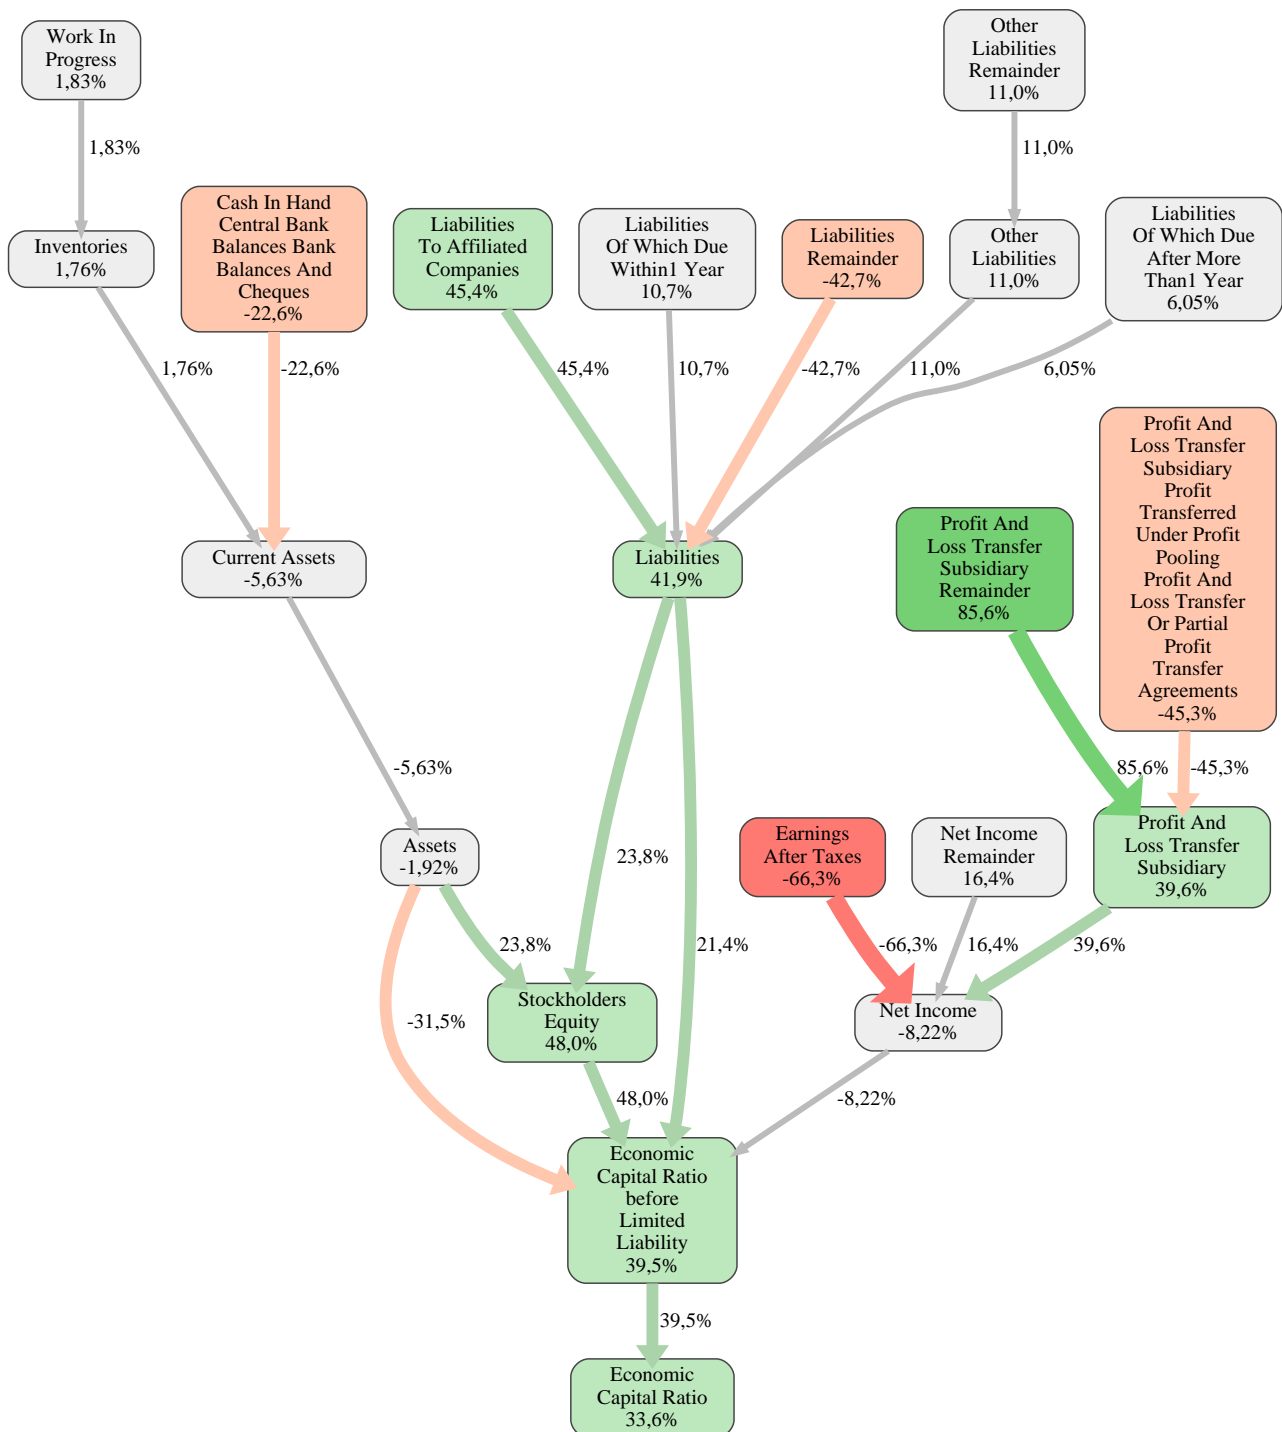 Work In
Progress
1,83%
Other
Liabilities
Remainder
11,0%
1,83%
11,0%
Inventories
1,76%
Cash In Hand
Central Bank
Balances Bank
Balances And
Cheques
-22,6%
Liabilities
To Affiliated
Companies
45,4%
Liabilities
Of Which Due
Within1 Year
10,7%
Liabilities
Remainder
-42,7%
Other
Liabilities
11,0%
Liabilities
Of Which Due
After More
Than1 Year
6,05%
1,76%
-22,6%
45,4%
10,7%
-42,7%
11,0%
6,05%
Current Assets
-5,63%
Liabilities
41,9%
Profit And
Loss Transfer
Subsidiary
Remainder
85,6%
Profit And
Loss Transfer
Subsidiary
Profit
Transferred
Under Profit
Pooling
Profit And
Loss Transfer
Or Partial
Profit
Transfer
Agreements
-45,3%
-5,63%
85,6%
-45,3%
Assets
-1,92%
23,8%
Earnings
After Taxes
-66,3%
Net Income
Remainder
16,4%
Profit And
Loss Transfer
Subsidiary
39,6%
23,8%
21,4%
-66,3%
16,4%
39,6%
-31,5%
Stockholders
Equity
48,0%
Net Income
-8,22%
48,0%
-8,22%
Economic
Capital Ratio
before
Limited
Liability
39,5%
39,5%
Economic
Capital Ratio
33,6%